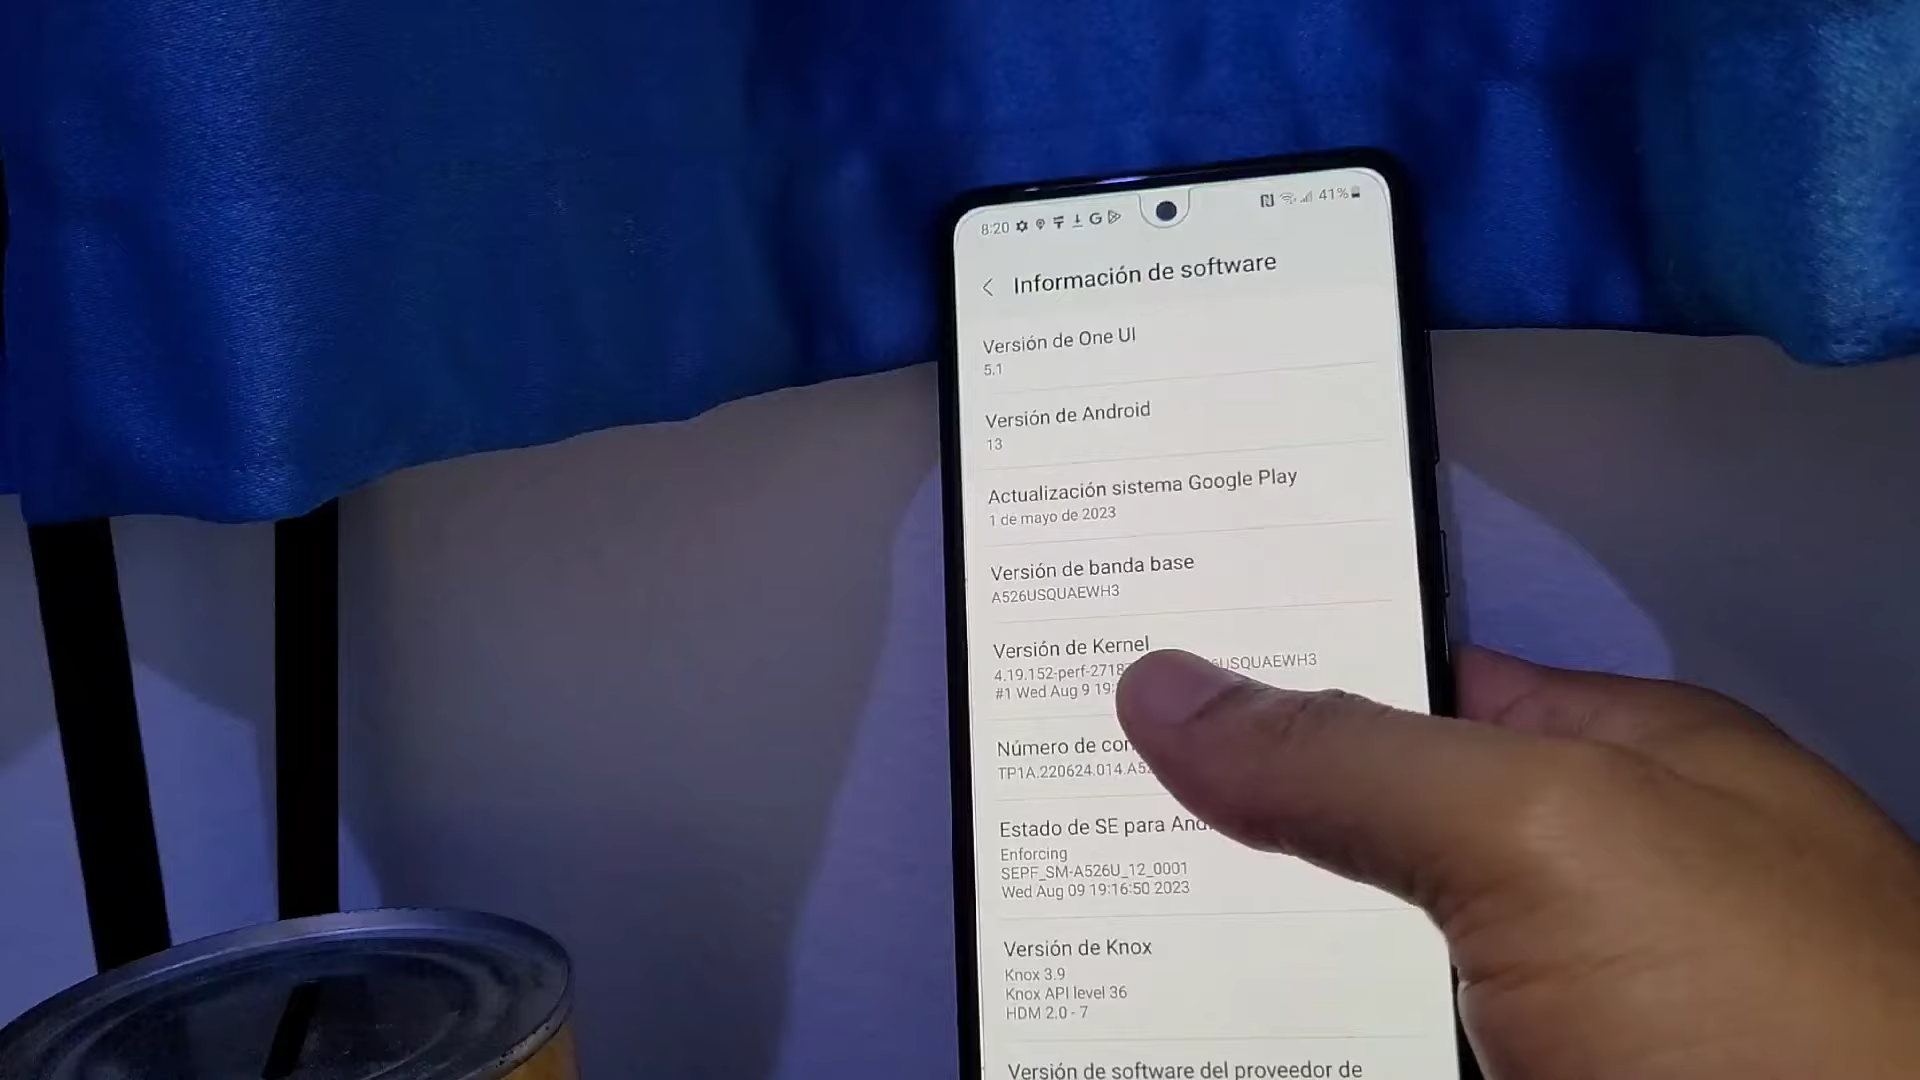 8:20 G 41%
Información de software
Versión de One UI
5.1
Versión de Android
13
Actualización sistema Google Play
1 de mayo de 2023
Versión de banda base
A526USQUAEWH3
Versión de Kernel
4.19.152-perf-2718 USQUAEWH3
#1 Wed Aug 9 19:
Número de
TP1A.220624.014.A5
Estado de SE para
Enforcing
SEPF_SM-A526U_12_0001
Wed Aug 09 19:16:50 2023
Versión de Knox
Knox 3.9
Knox API level 36
HDM 2.0 - 7
Versión de software del proveedor de